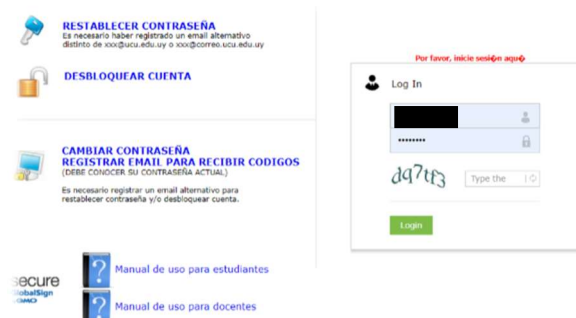 RESTABLECER CONTRASEÑA
Es necesario haber registrado un email alternativo
distinto de xxx@ucu.edu.uy o xxx@correo.ucu.edu.uy
DESBLOQUEAR CUENTA
CAMBIAR CONTRASEÑA
REGISTRAR EMAIL PARA RECIBIR CODIGOS
(DEBE CONOCER SU CONTRASEÑA ACTUAL)
Es necesario registrar un email alternativo para
restablecer contraseña y/o desbloquear cuenta.
Manual de uso para estudiantes
Manual de uso para docentes
secure
GlobalSign
Por favor, inicie sesi�n aqu�
Log In
••••••••
dq7tf3
Type the
Login